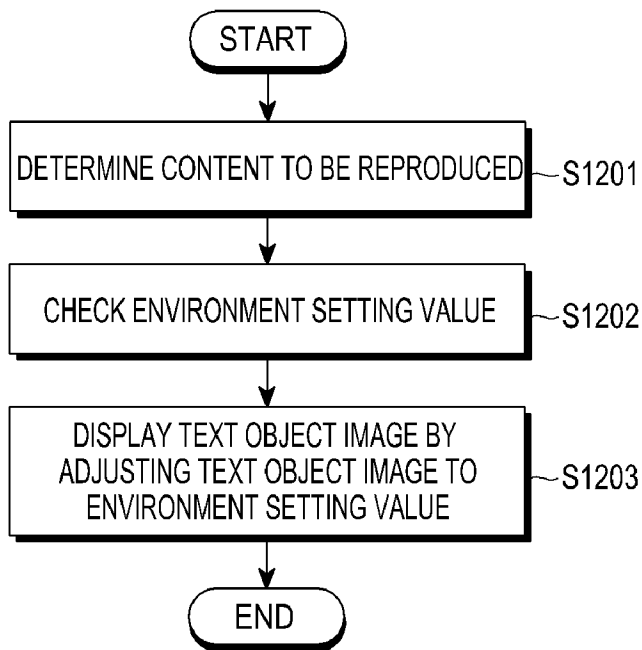 START
DETERMINE CONTENT TO BE REPRODUCED
S1201
CHECK ENVIRONMENT SETTING VALUE
S1202
DISPLAY TEXT OBJECT IMAGE BY
ADJUSTING TEXT OBJECT IMAGE TO
ENVIRONMENT SETTING VALUE
S1203
END